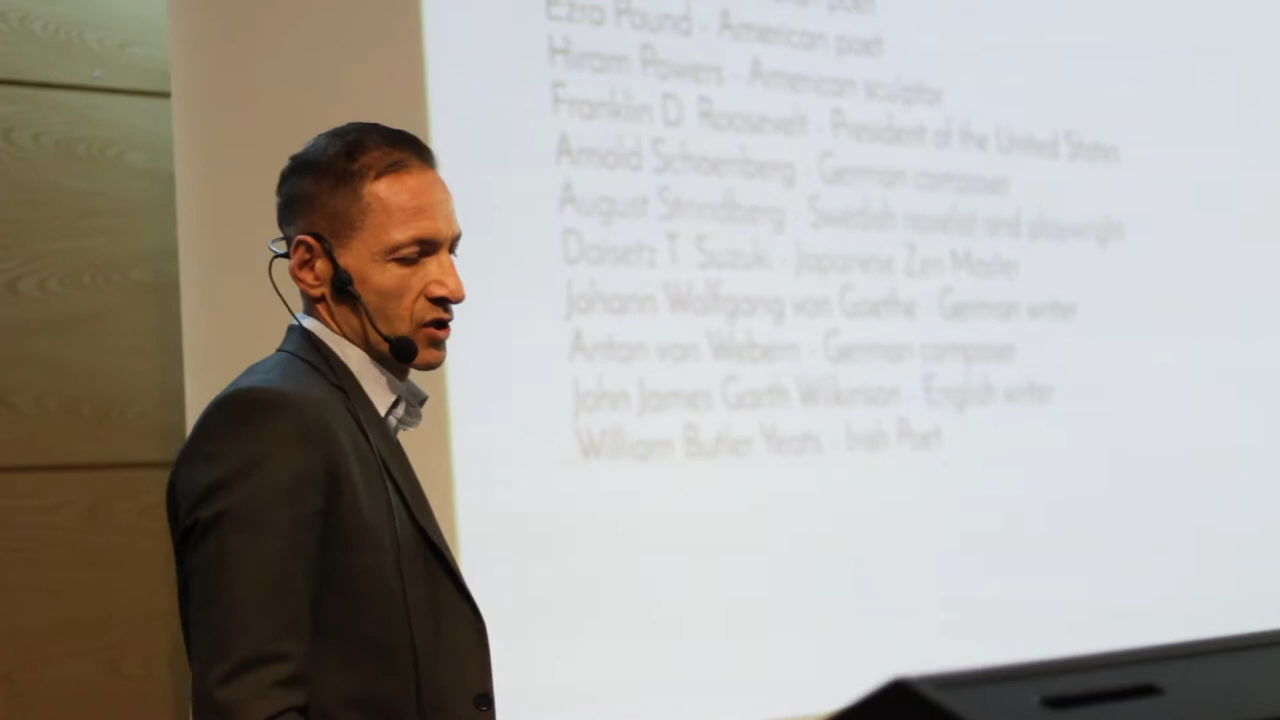 poet
Ezra Pound - American poet
Hiram Powers - American sculptor
Franklin D. Roosevelt - President of the United States
Arnold Schoenberg - German composer
August Strindberg - Swedish novelist and playwright
Daisetz T. Suzuki - Japanese Zen Master
Johann Wolfgang von Goethe - German writer
Anton von Webern - German composer
John James Garth Wilkinson - English writer
William Butler Yeats - Irish Poet